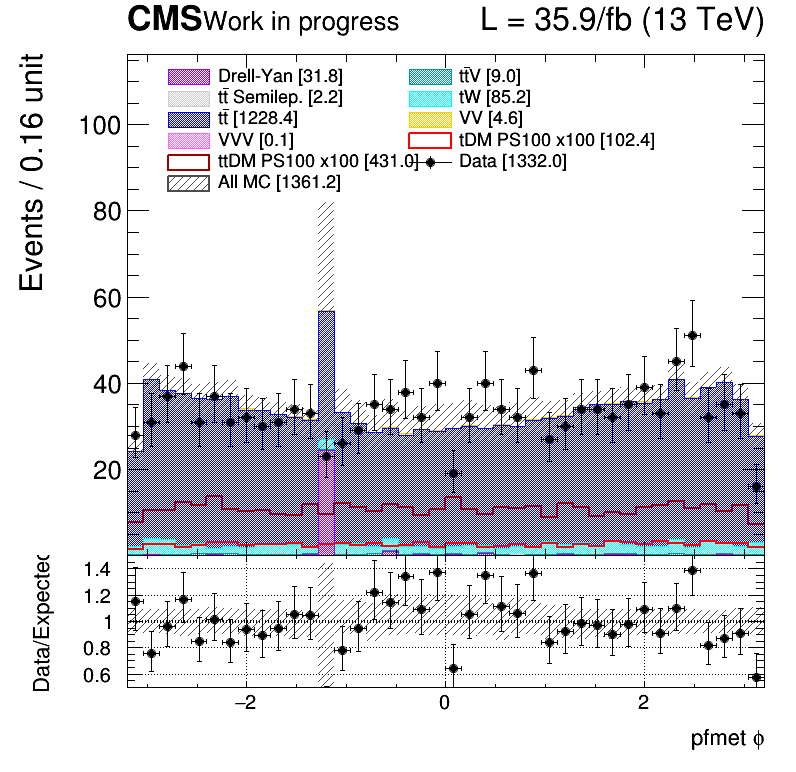 CMS Work in progress L = 35.9/fb (13 TeV)
Drell-Yan [31.8] tt̄V [9.0]
tt̄ Semilep. [2.2] tW [85.2]
tt̄ [1228.4] VV [4.6]
VVV [0.1] tDM PS100 x100 [102.4]
ttDM PS100 x100 [431.0] Data [1332.0]
All MC [1361.2]
Events / 0.16 unit
100
80
60
40
20
Data/Expected
1.4
1.2
1
0.8
0.6
−2 0 2
pfmet ϕ